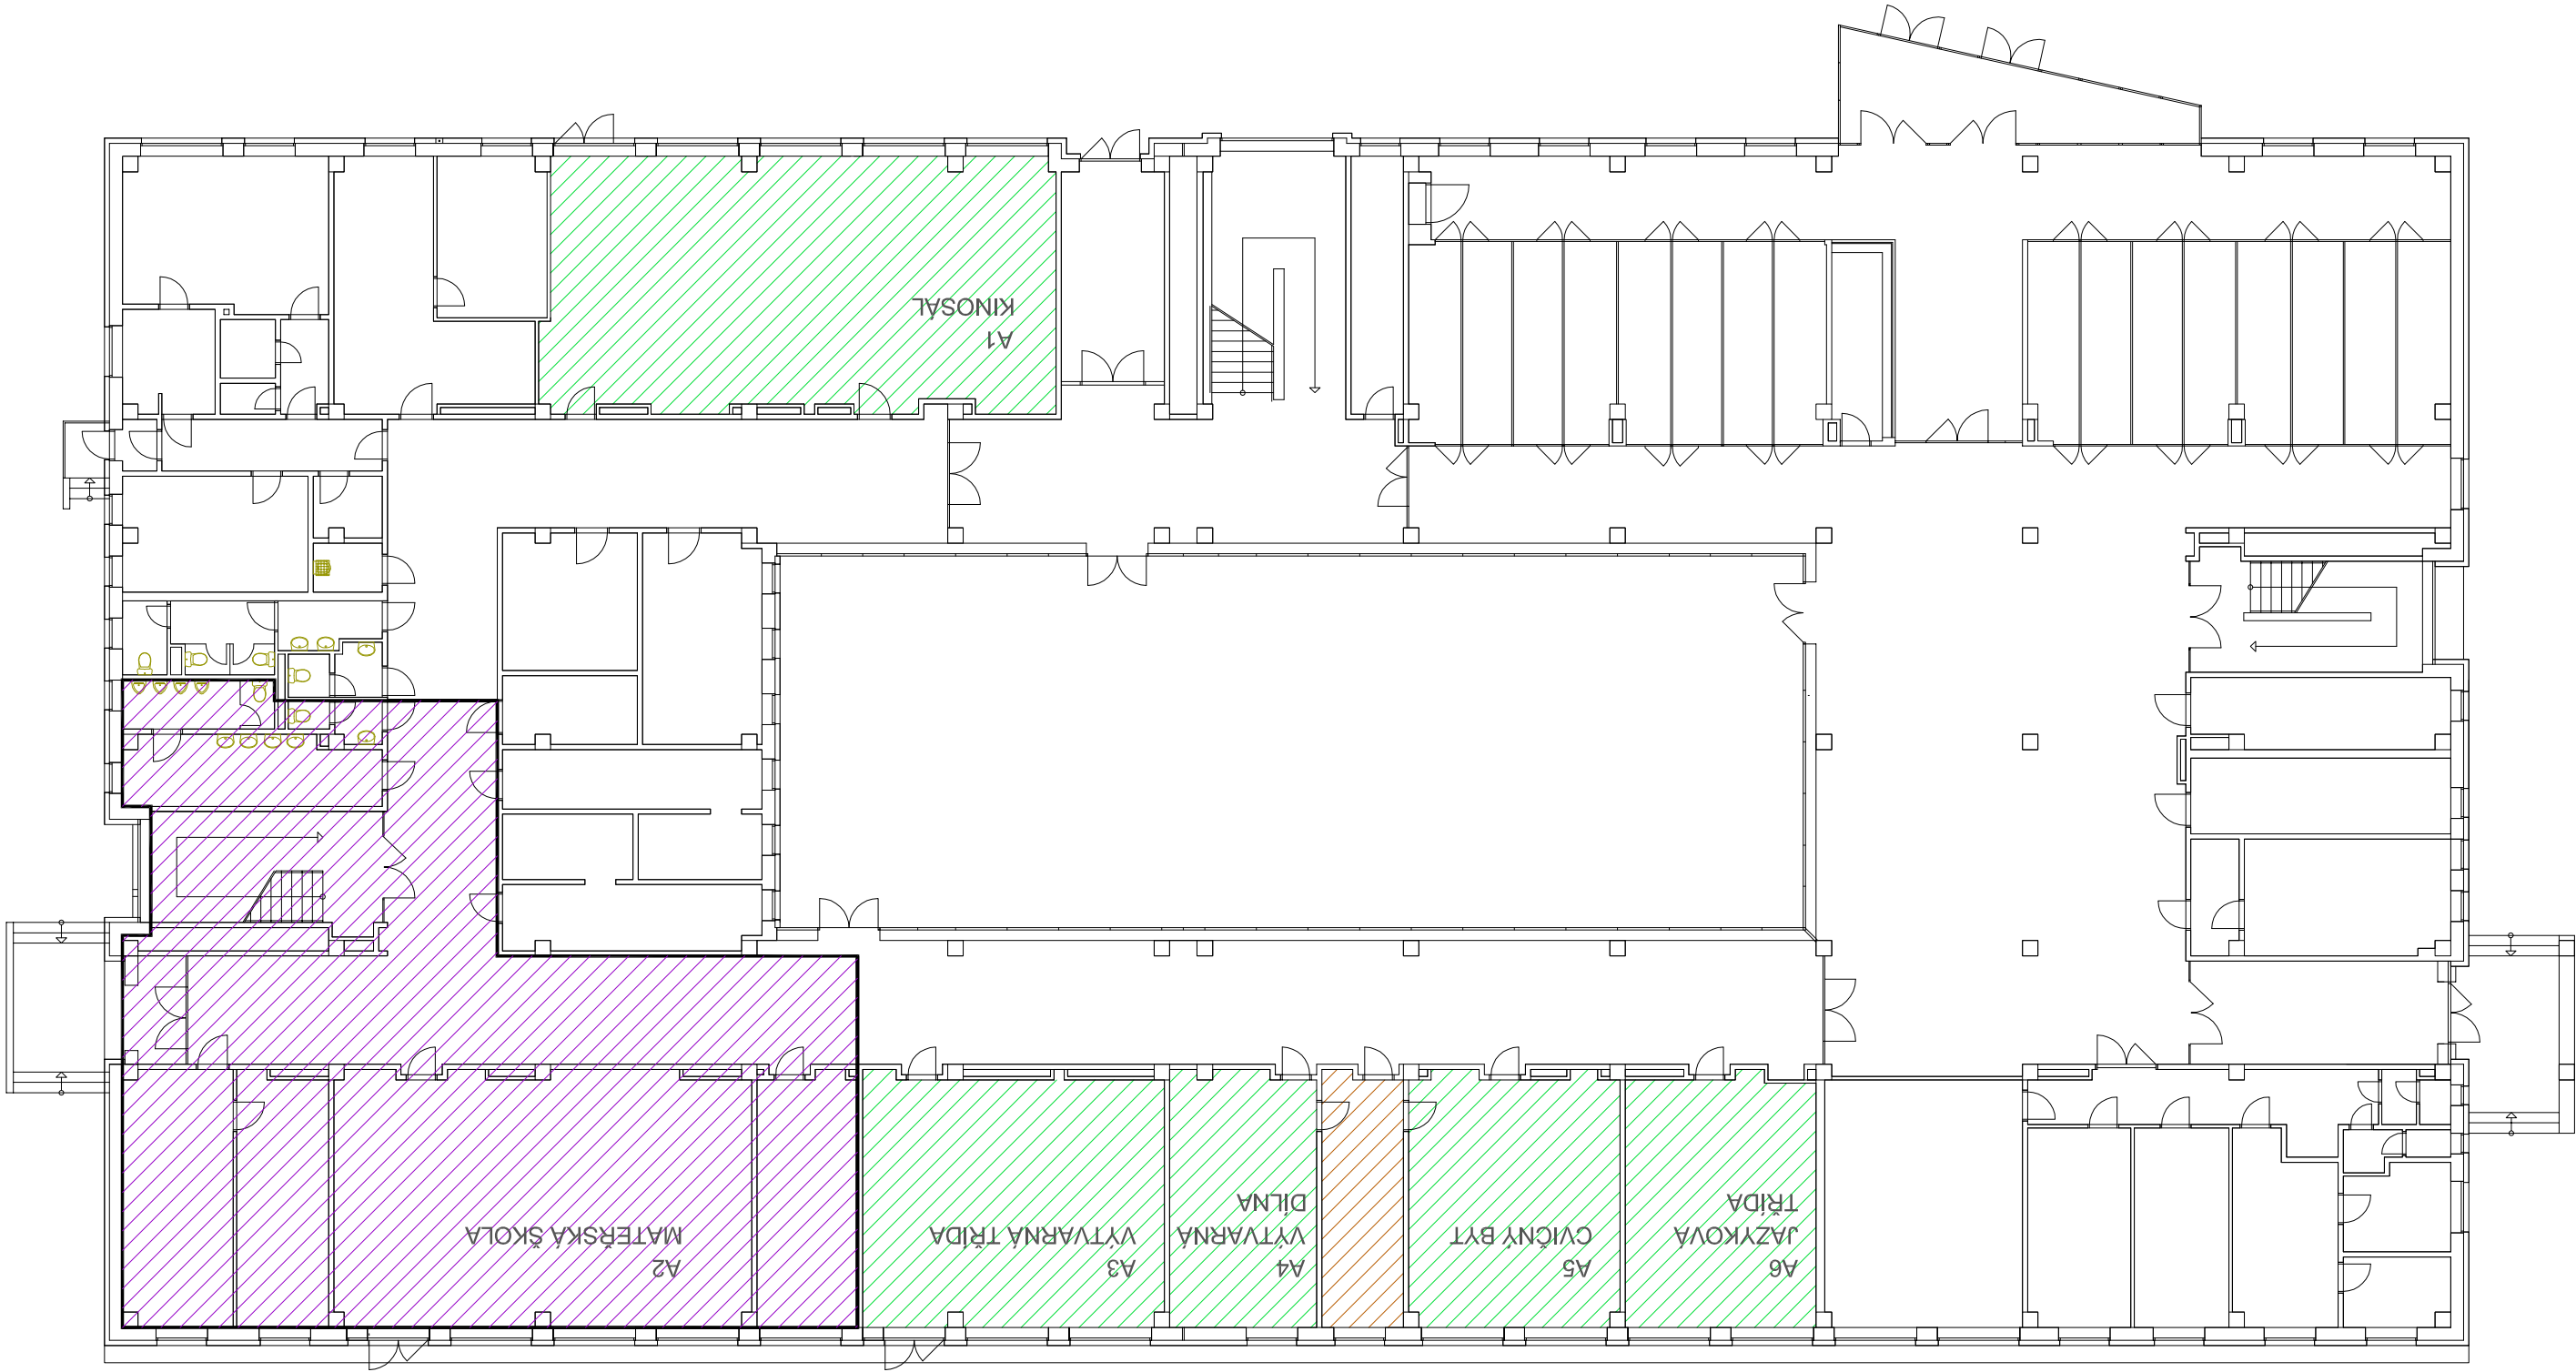 A6
JAZYKOVÁ
TŘÍDA
A5
CVIČNÝ BYT
A4
VÝTVARNÁ
DÍLNA
A3
VÝTVARNÁ TŘÍDA
A2
MATEŘSKÁ ŠKOLA
A1
KINOSÁL